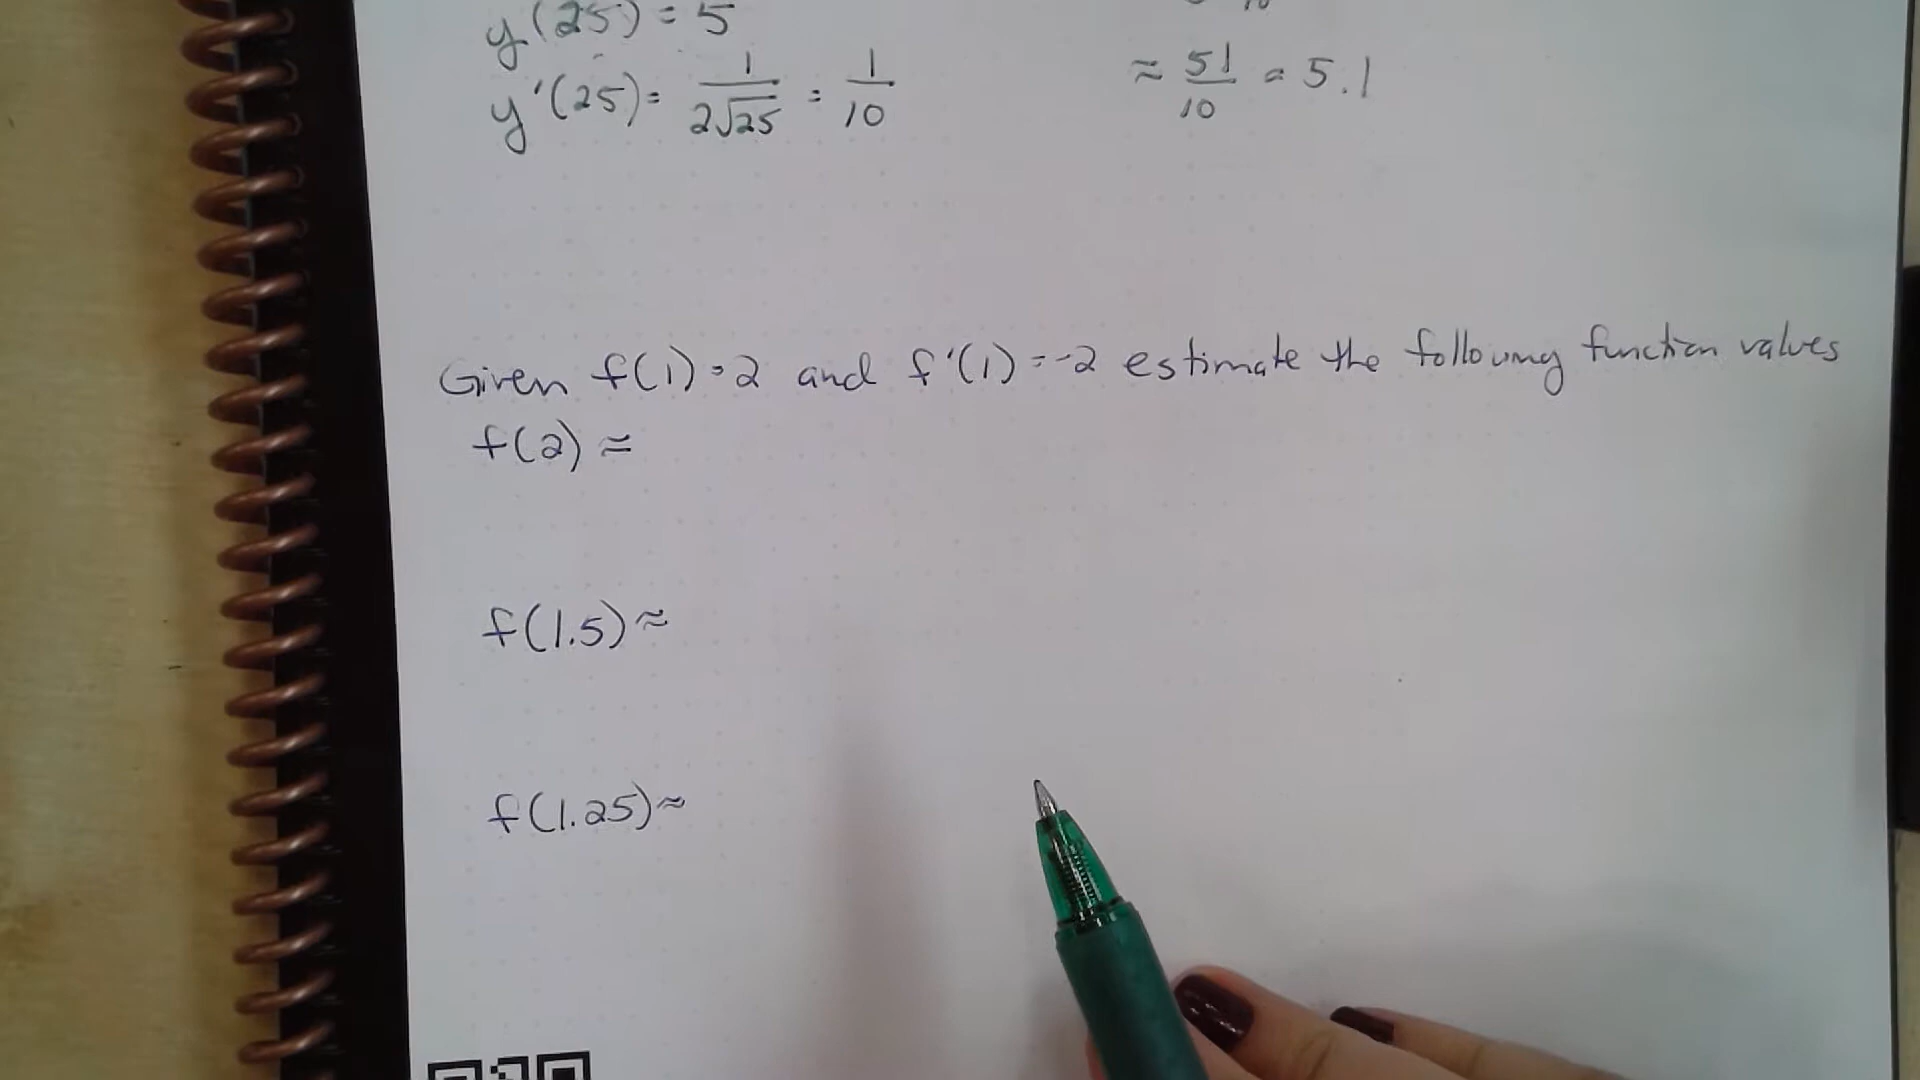 y(25) = 5
y'(25) = 1/(2√25) = 1/10
≈ 51/10 = 5.1
Given f(1) = 2 and f'(1) = -2 estimate the following function values
f(2) ≈
f(1.5) ≈
f(1.25) ≈